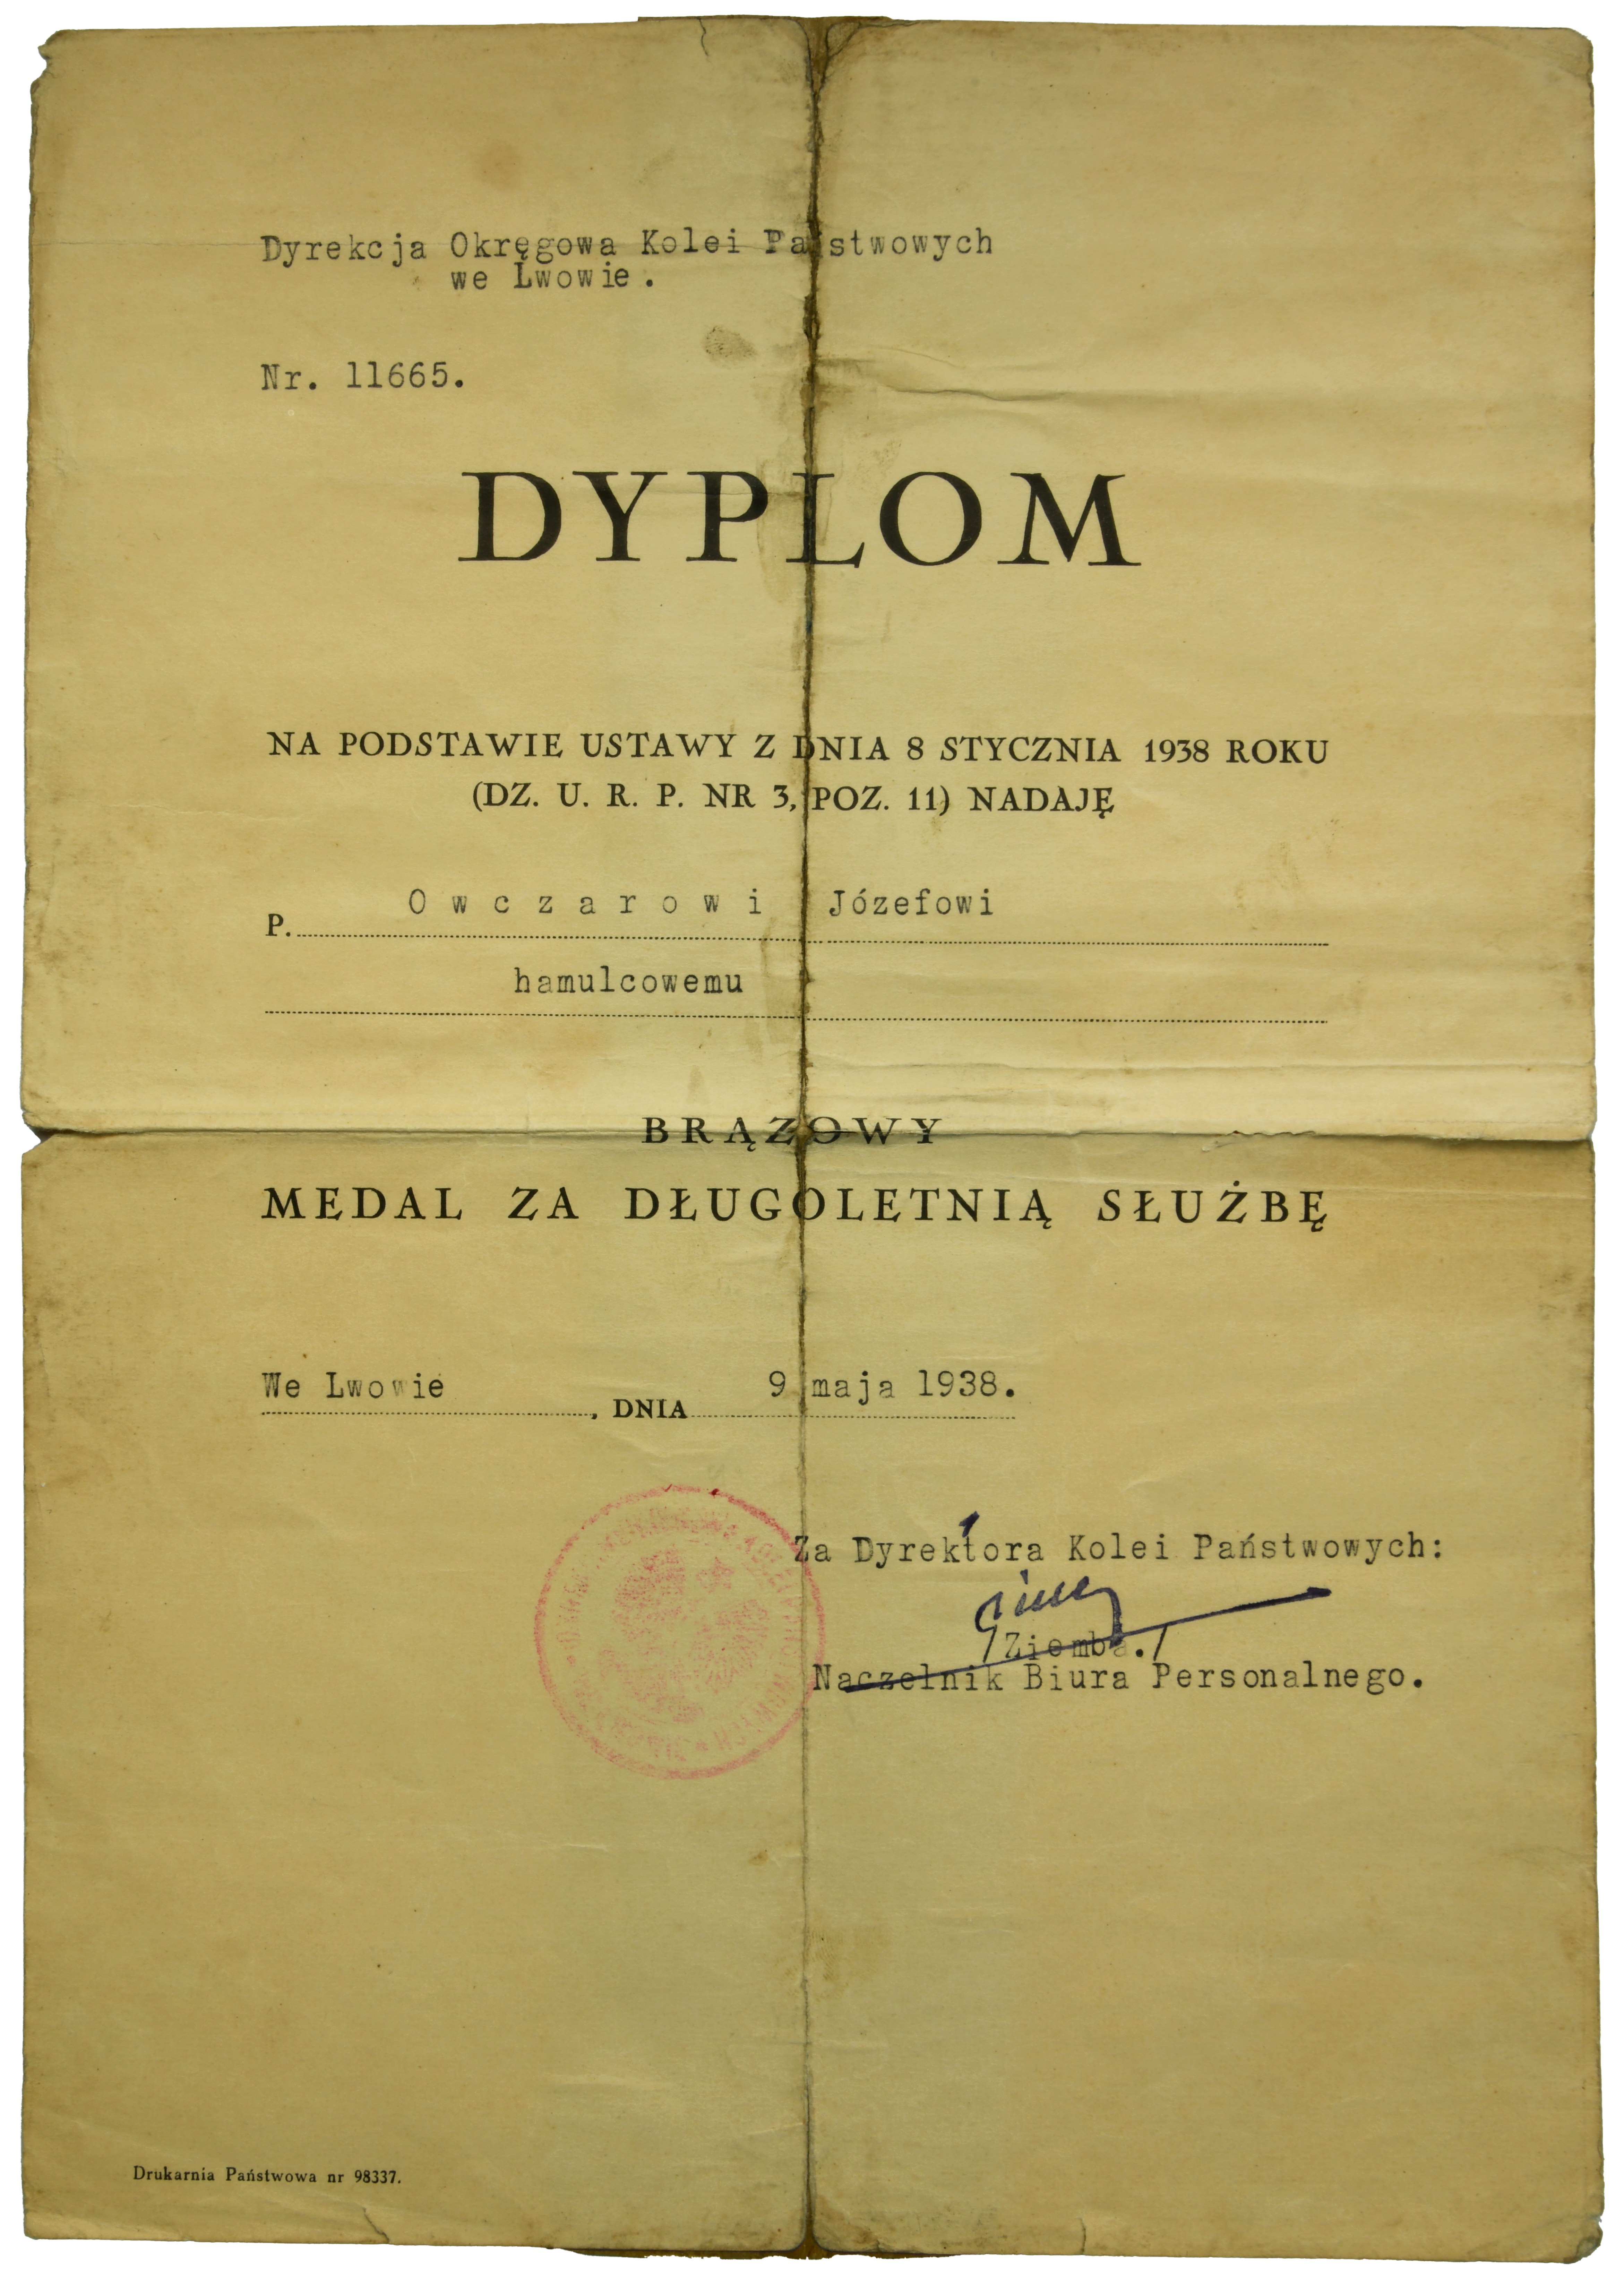 Dyrekcja Okręgowa Kolei Państwowych
we Lwowie.
Nr. 11665.
DYPLOM
NA PODSTAWIE USTAWY Z DNIA 8 STYCZNIA 1938 ROKU
(DZ. U. R. P. NR 3, POZ. 11) NADAJĘ
P. Owczarowi Józefowi
hamulcowemu
BRĄZOWY
MEDAL ZA DŁUGOLETNIĄ SŁUŻBĘ
We Lwowie, DNIA 9 maja 1938.
Za Dyrektora Kolei Państwowych:
/Ziemba./
Naczelnik Biura Personalnego.
Drukarnia Państwowa nr 98337.